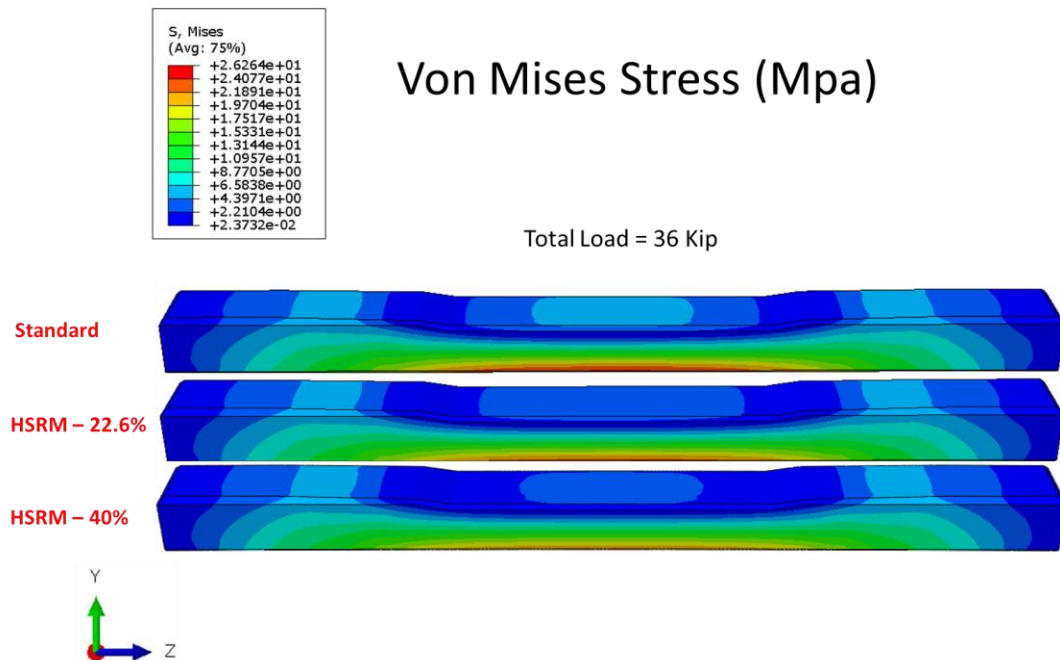 S, Mises
(Avg: 75%)
+2.6264e+01
+2.4077e+01
+2.1891e+01
+1.9704e+01
+1.7517e+01
+1.5331e+01
+1.3144e+01
+1.0957e+01
+8.7705e+00
+6.5838e+00
+4.3971e+00
+2.2104e+00
+2.3732e-02
Von Mises Stress (Mpa)
Total Load = 36 Kip
Standard
HSRM – 22.6%
HSRM – 40%
Y
Z